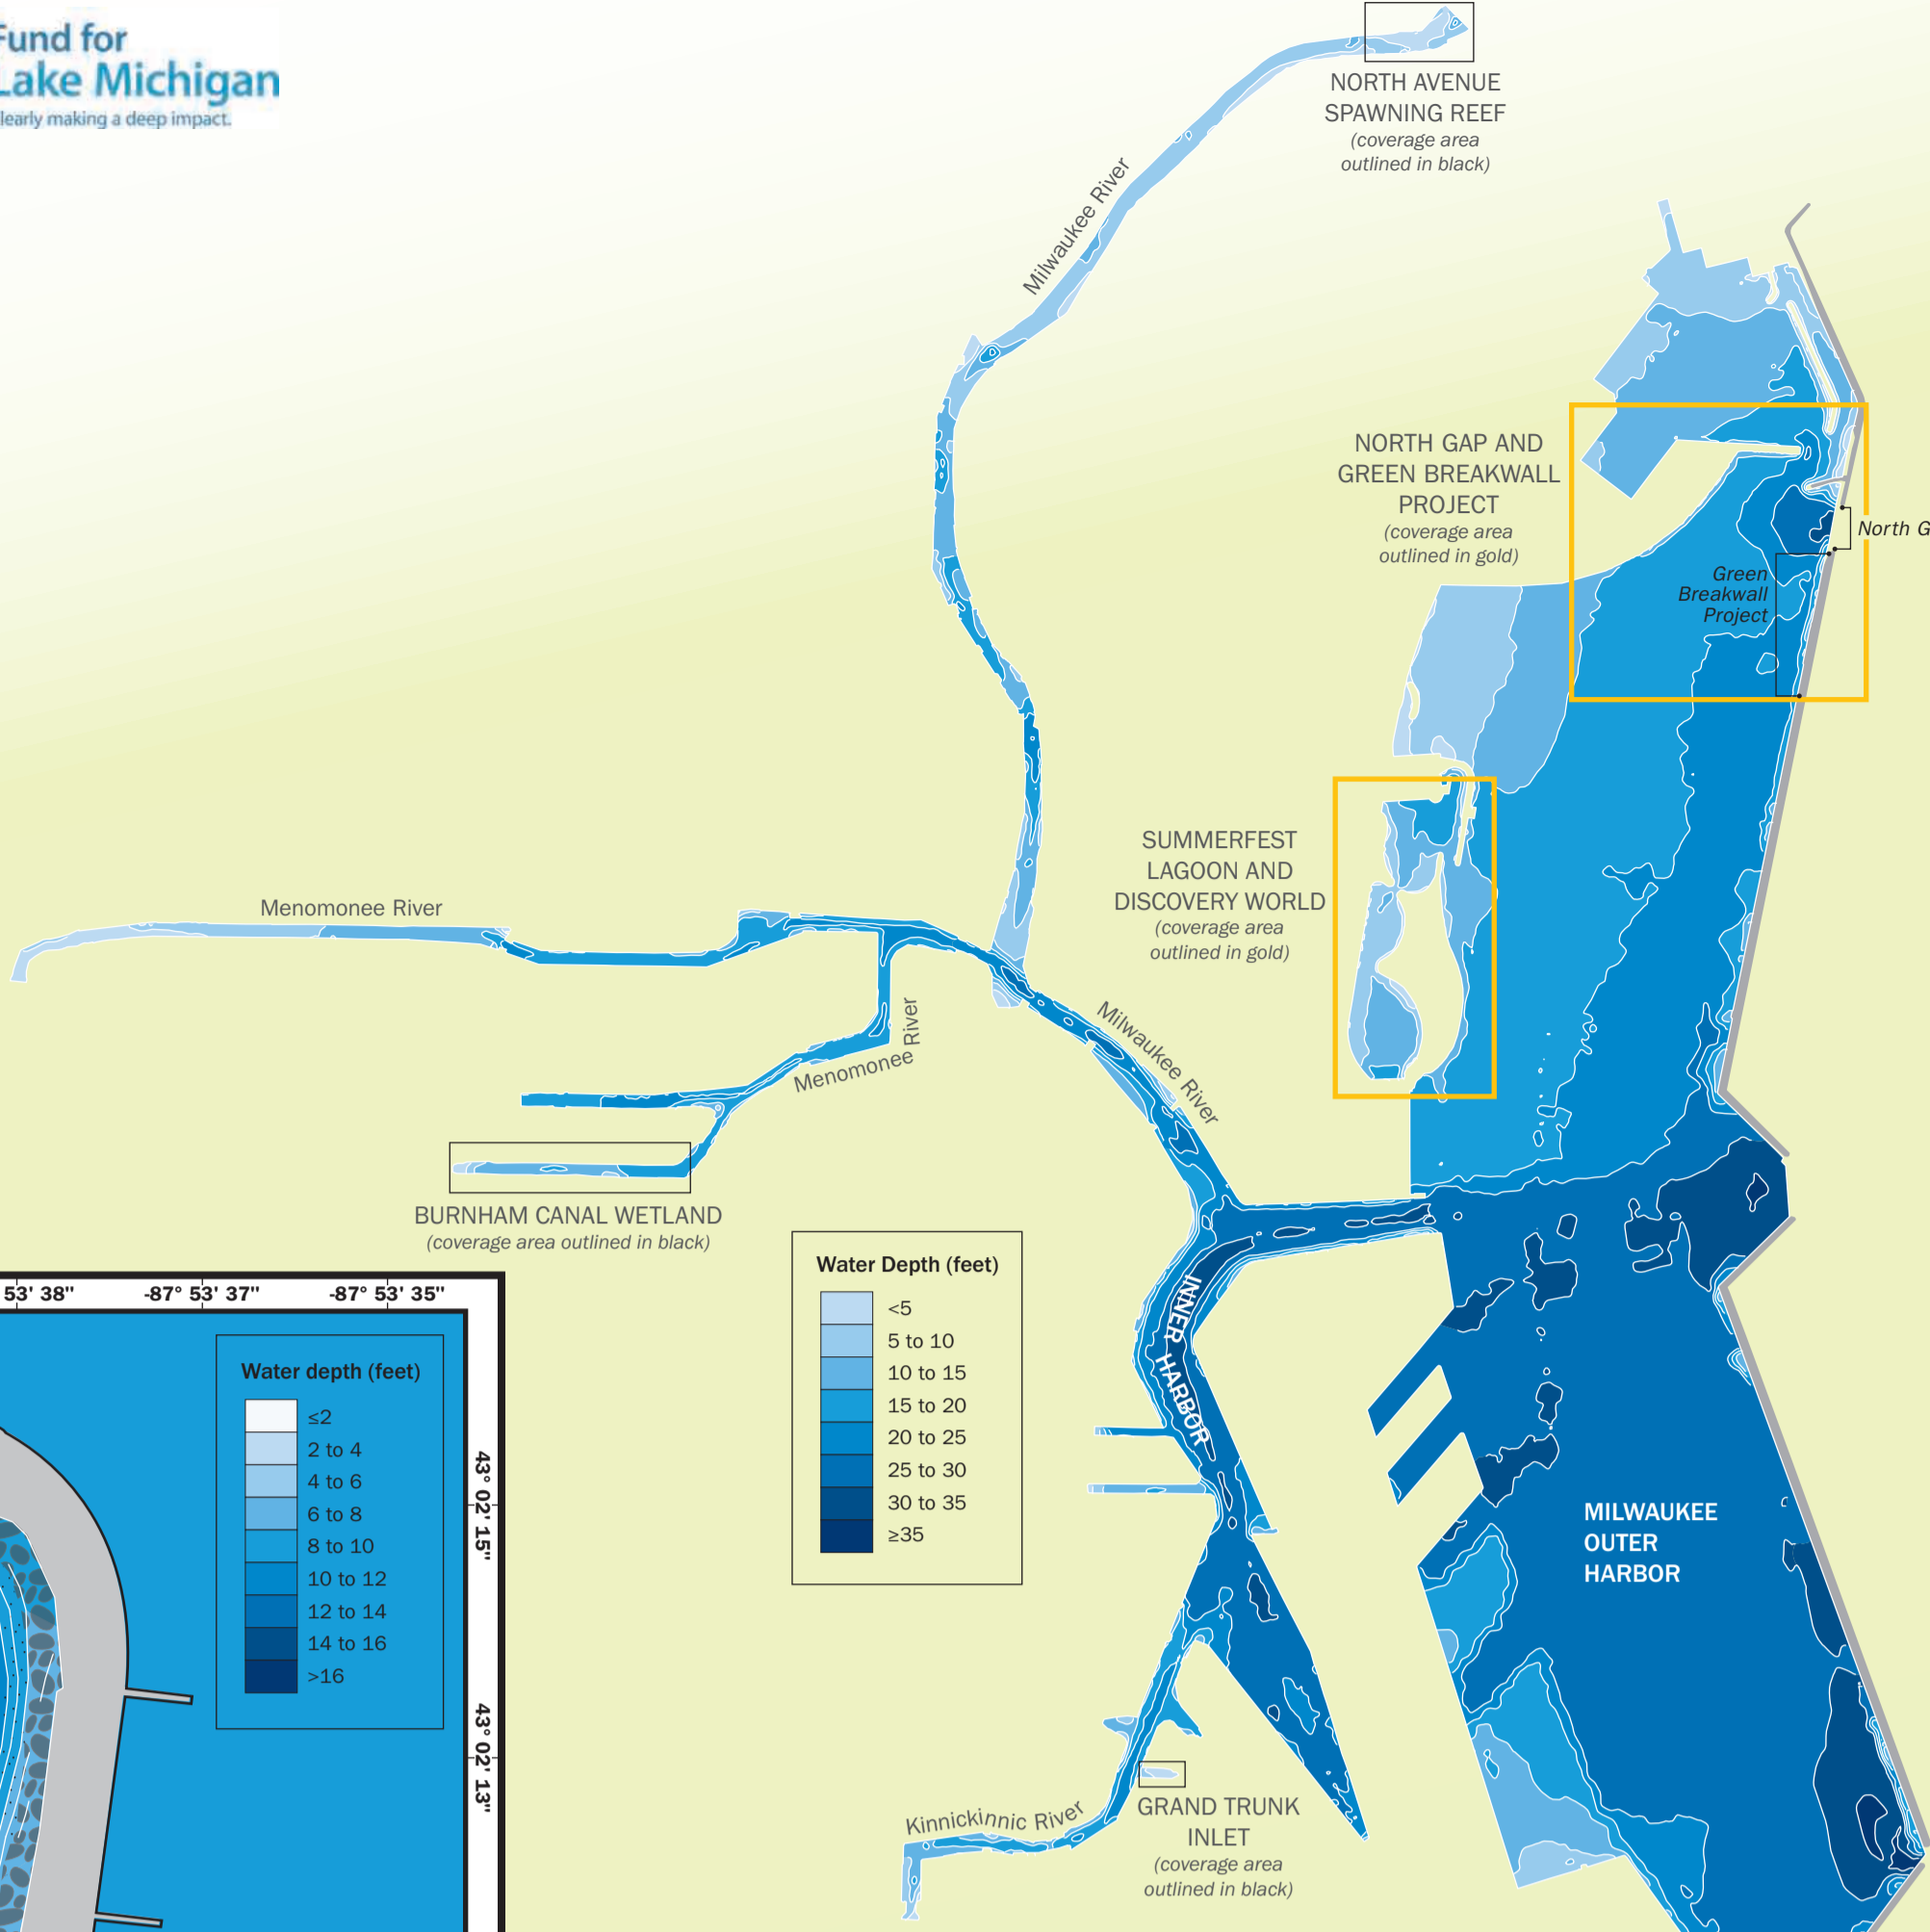 Fund for
Lake Michigan
learly making a deep impact.
NORTH AVENUE
SPAWNING REEF
(coverage area
outlined in black)
Milwaukee River
NORTH GAP AND
GREEN BREAKWALL
PROJECT
(coverage area
outlined in gold)
North G
Green
Breakwall
Project
SUMMERFEST
LAGOON AND
DISCOVERY WORLD
(coverage area
outlined in gold)
Menomonee River
Milwaukee River
Menomonee River
BURNHAM CANAL WETLAND
(coverage area outlined in black)
Water Depth (feet)
<5
5 to 10
10 to 15
15 to 20
20 to 25
25 to 30
30 to 35
≥35
INNER HARBOR
53' 38"
-87° 53' 37"
-87° 53' 35"
Water depth (feet)
≤2
2 to 4
4 to 6
6 to 8
8 to 10
10 to 12
12 to 14
14 to 16
>16
43° 02' 15"
43° 02' 13"
MILWAUKEE
OUTER
HARBOR
Kinnickinnic River
GRAND TRUNK
INLET
(coverage area
outlined in black)